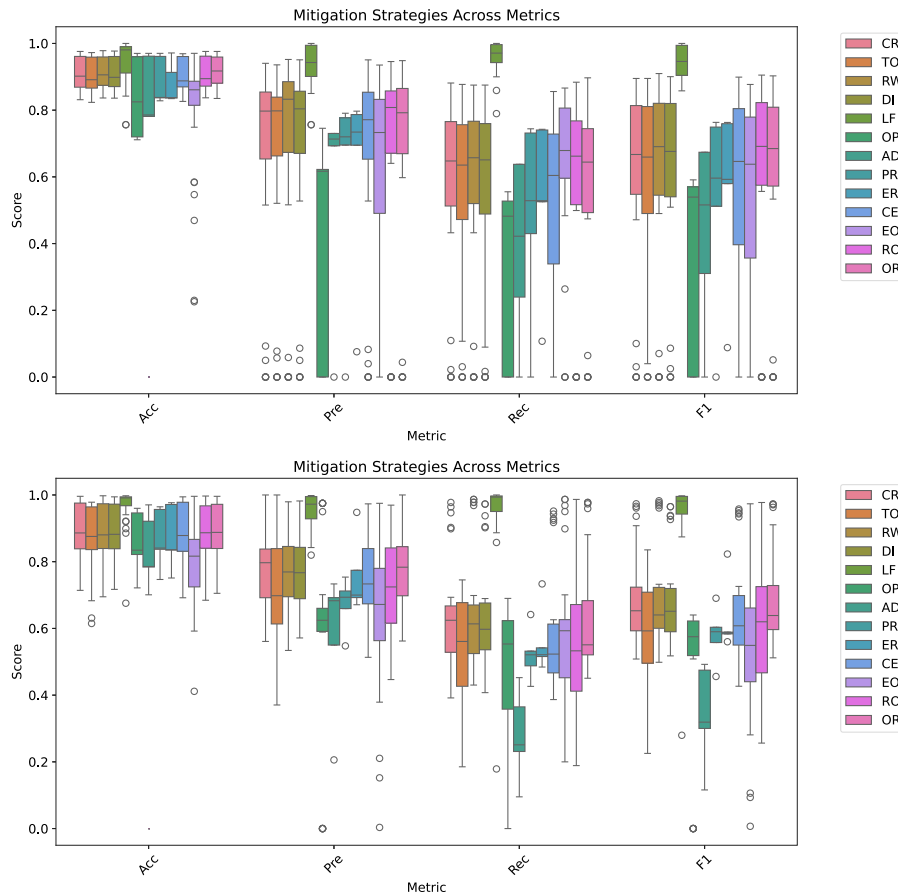 Mitigation Strategies Across Metrics
1.0
0.8
0.6
0.4
0.2
0.0
Score
Acc
Pre
Rec
F1
Metric
CR
TO
RW
DI
LF
OP
AD
PR
ER
CE
EO
RO
OR
Mitigation Strategies Across Metrics
1.0
0.8
0.6
0.4
0.2
0.0
Score
Acc
Pre
Rec
F1
Metric
CR
TO
RW
DI
LF
OP
AD
PR
ER
CE
EO
RO
OR